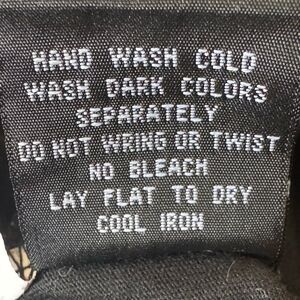 HAND WASH COLD
WASH DARK COLORS
SEPARATELY
DO NOT WRING OR TWIST
NO BLEACH
LAY FLAT TO DRY
COOL IRON